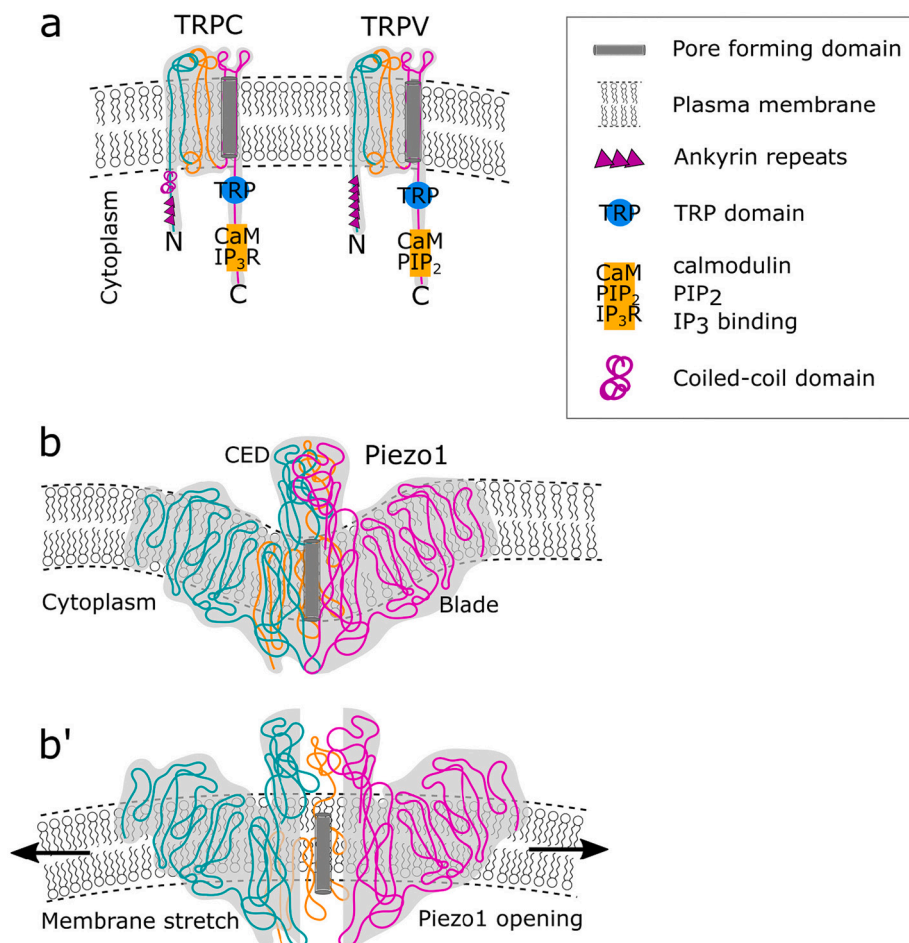 a
TRPC
TRPV
Cytoplasm
TRP
TRP
N
CaM
IP₃R
C
N
CaM
PIP₂
C
Pore forming domain
Plasma membrane
Ankyrin repeats
TRP
TRP domain
CaM
PIP₂
IP₃R
calmodulin
PIP₂
IP₃ binding
Coiled-coil domain
b
CED
Piezo1
Cytoplasm
Blade
b'
Membrane stretch
Piezo1 opening